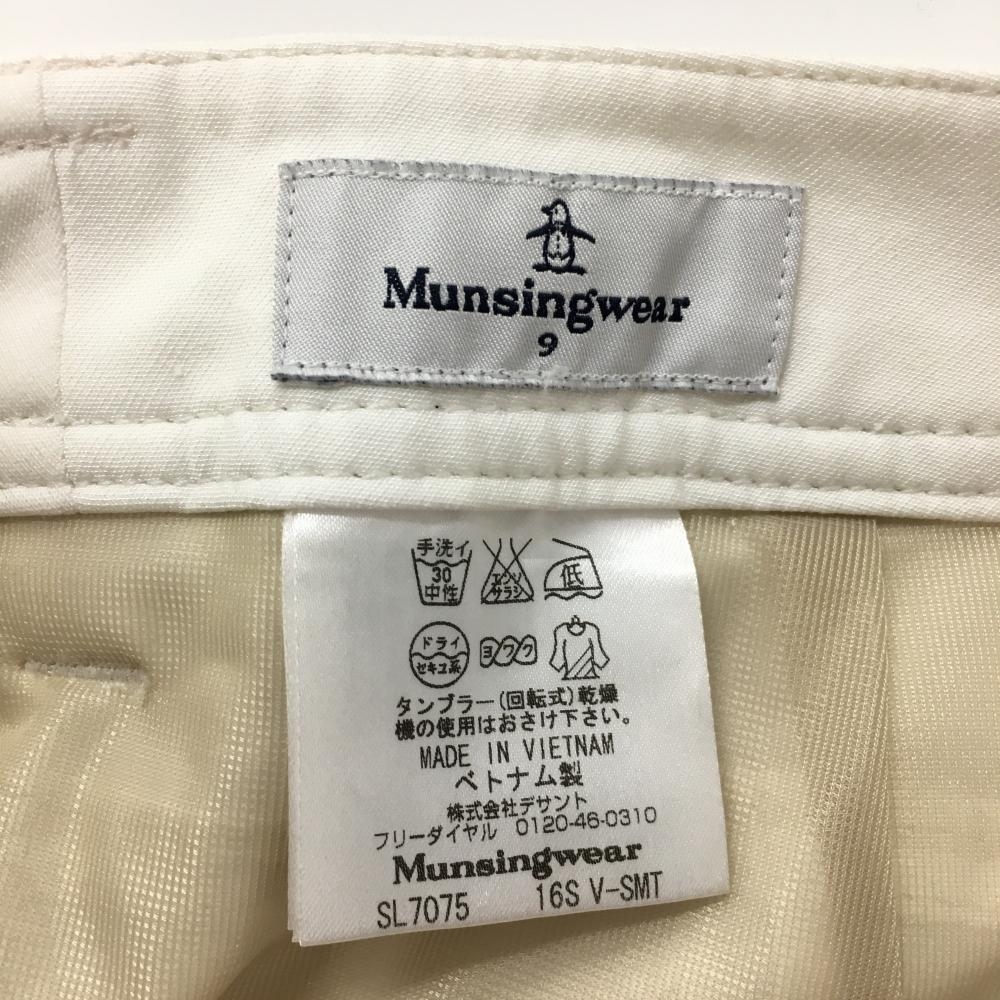 Munsingwear
9
手洗イ
30
中性
エンソ
サラシ
低
ドライ
セキユ系
ヨワク
タンブラー(回転式)乾燥
機の使用はおさけ下さい。
MADE IN VIETNAM
ベトナム製
株式会社デサント
フリーダイヤル 0120-46-0310
Munsingwear
SL7075 16S V-SMT